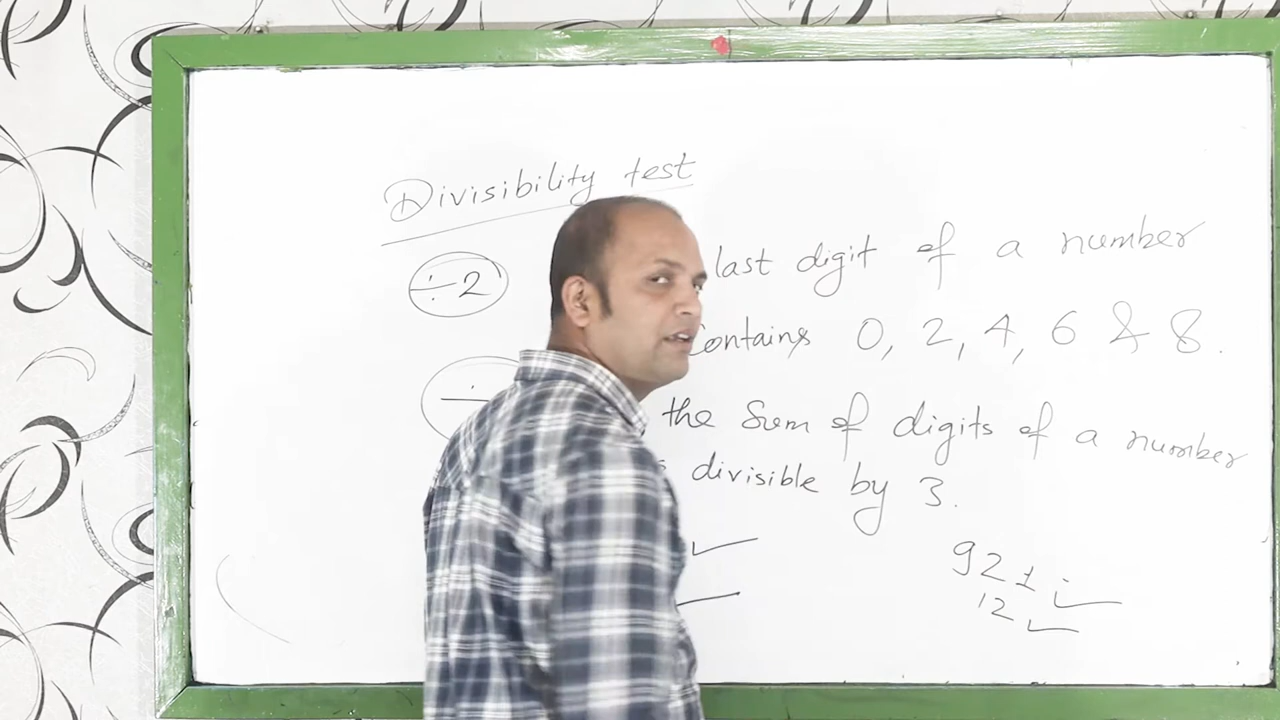 Divisibility test
÷2 last digit of a number
Contains 0, 2, 4, 6 & 8.
÷ the sum of digits of a number
divisible by 3.
921
12